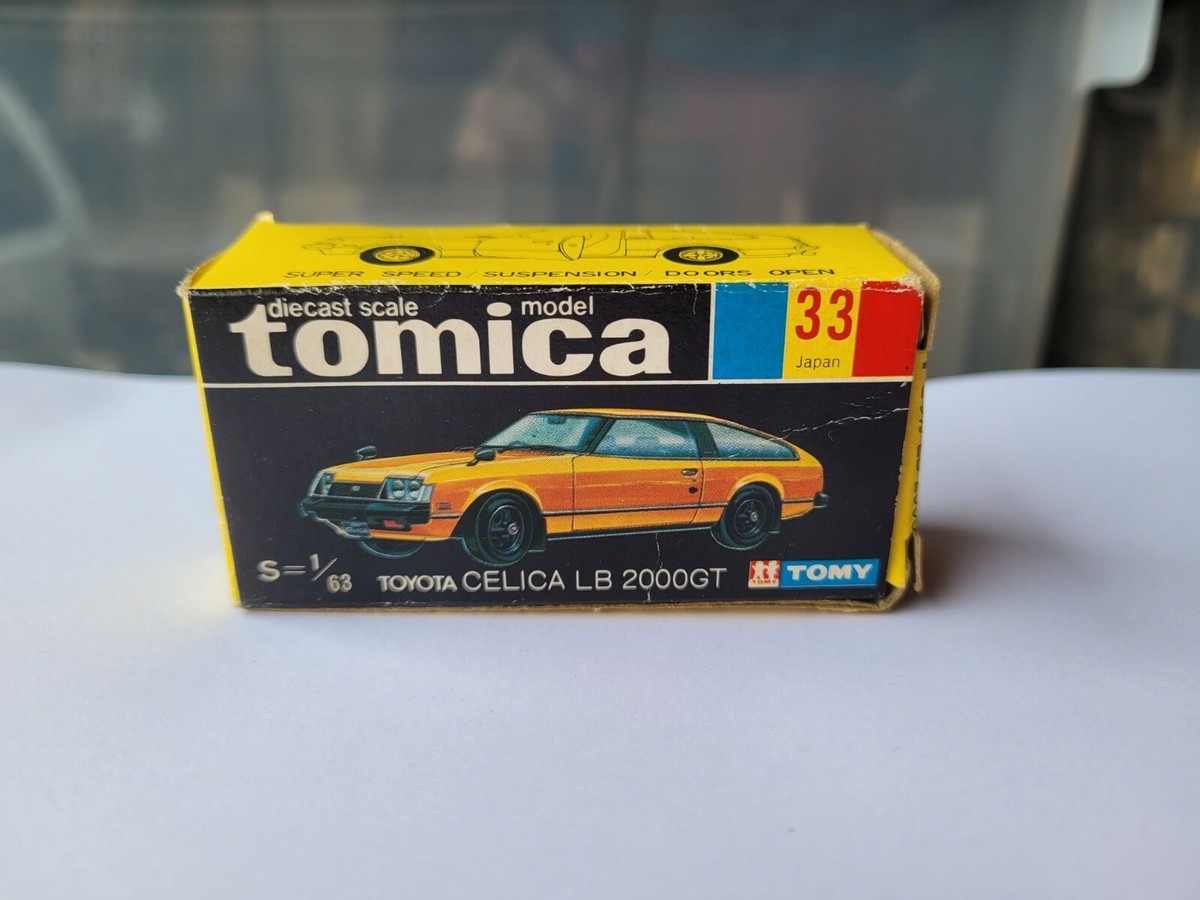 SUPER SPEED / SUSPENSION / DOORS OPEN
diecast scale model
tomica
33
Japan
S=1/63
TOYOTA CELICA LB 2000GT
TOMY
TOMY